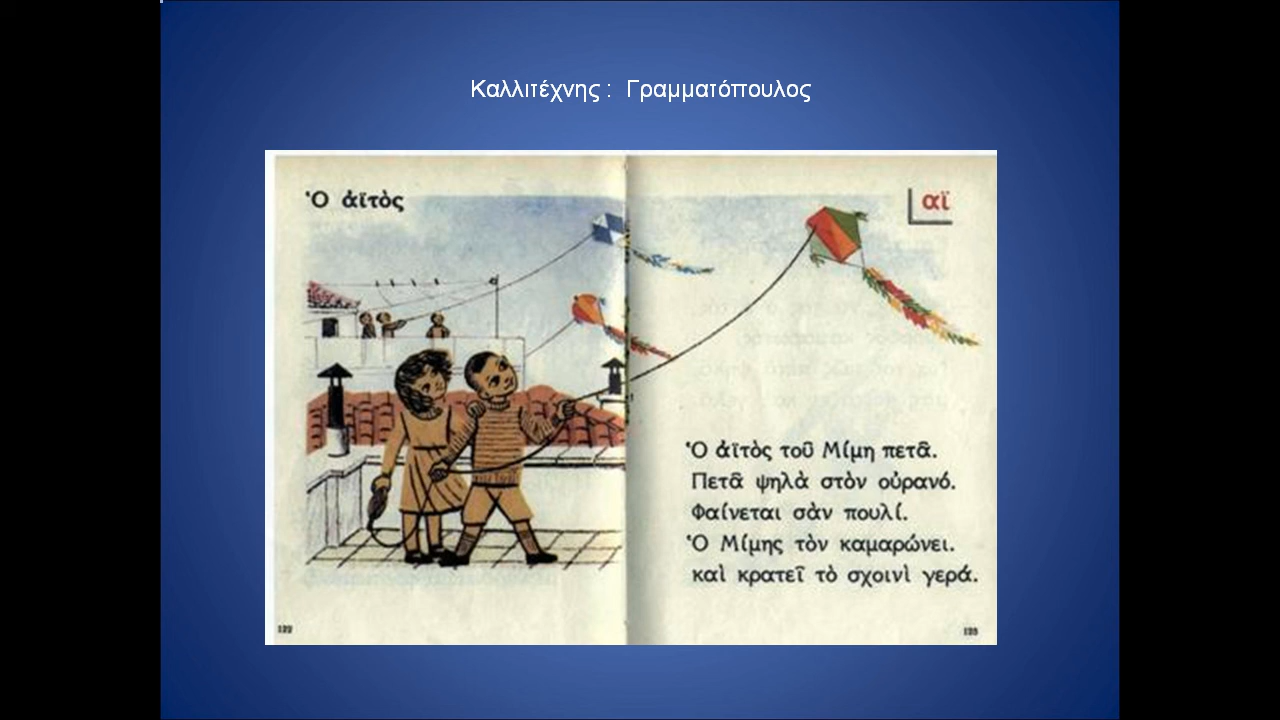 Καλλιτέχνης : Γραμματόπουλος
Ὁ ἀϊτὸς
αϊ
Ὁ ἀϊτὸς τοῦ Μίμη πετᾶ.
Πετᾶ ψηλὰ στὸν οὐρανό.
Φαίνεται σὰν πουλί.
Ὁ Μίμης τὸν καμαρώνει.
καὶ κρατεῖ τὸ σχοινὶ γερά.
122